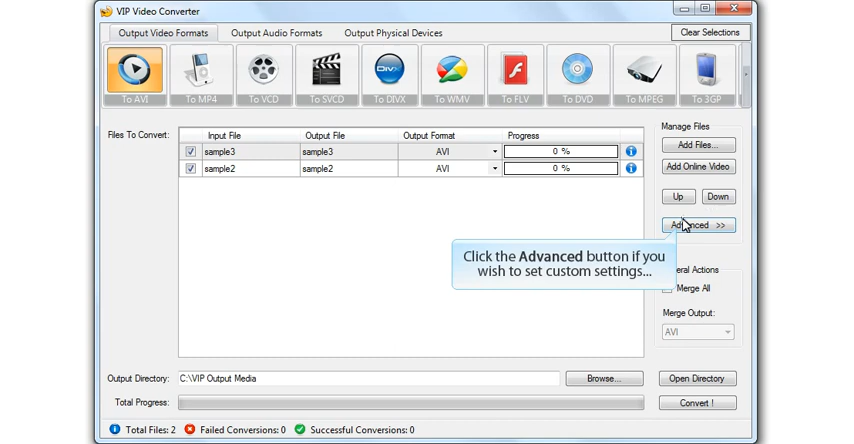 VIP Video Converter
Output Video Formats
Output Audio Formats
Output Physical Devices
Clear Selections
To AVI
To MP4
To VCD
To SVCD
DIVX
To DIVX
To WMV
To FLV
To DVD
To MPEG
To 3GP
Files To Convert:
Input File
Output File
Output Format
Progress
sample3
sample3
AVI
0 %
sample2
sample2
AVI
0 %
Manage Files
Add Files...
Add Online Video
Up
Down
Advanced >>
Click the Advanced button if you
wish to set custom settings...
eral Actions
Merge All
Merge Output:
AVI
Output Directory:
C:\VIP Output Media
Browse...
Open Directory
Total Progress:
Convert !
Total Files: 2
Failed Conversions: 0
Successful Conversions: 0